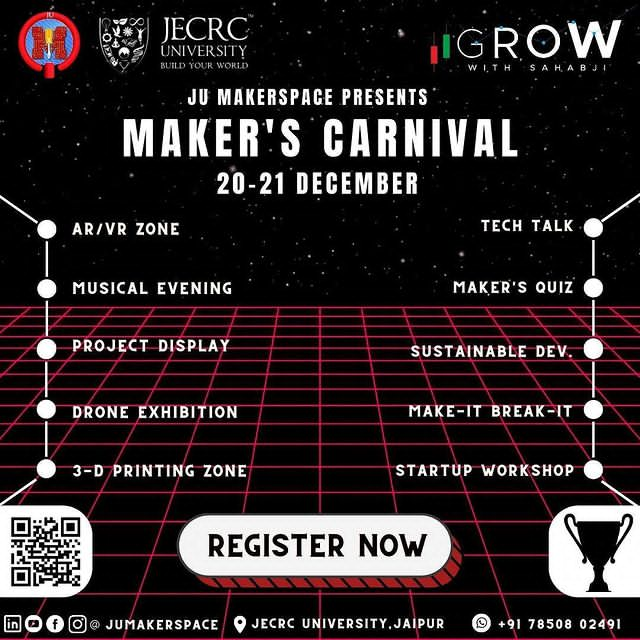 JU
JECRC
UNIVERSITY
BUILD YOUR WORLD
GROW
WITH SAHABJI
JU MAKERSPACE PRESENTS
MAKER'S CARNIVAL
20-21 DECEMBER
AR/VR ZONE
MUSICAL EVENING
PROJECT DISPLAY
DRONE EXHIBITION
3-D PRINTING ZONE
TECH TALK
MAKER'S QUIZ
SUSTAINABLE DEV.
MAKE-IT BREAK-IT
STARTUP WORKSHOP
REGISTER NOW
@ JUMAKERSPACE
JECRC UNIVERSITY,JAIPUR
+91 78508 02491